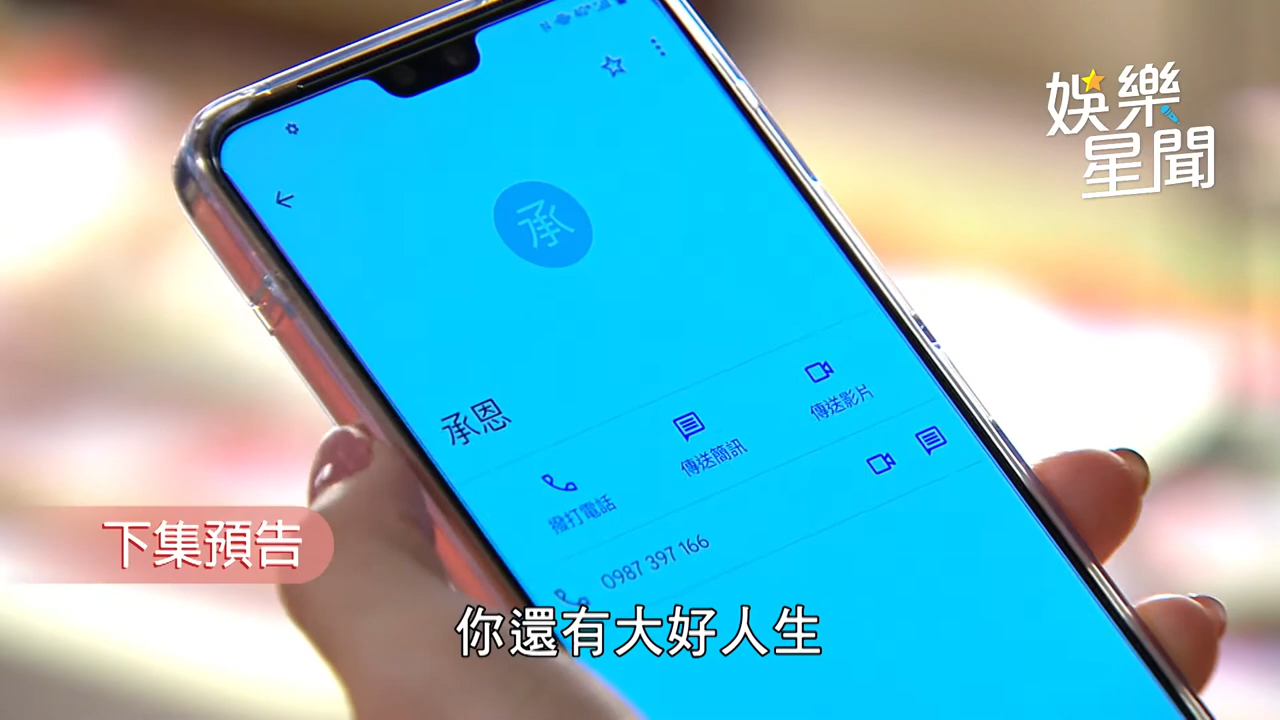 娛樂
星聞
承
承恩
撥打電話
傳送簡訊
傳送影片
0987 397 166
下集預告
你還有大好人生